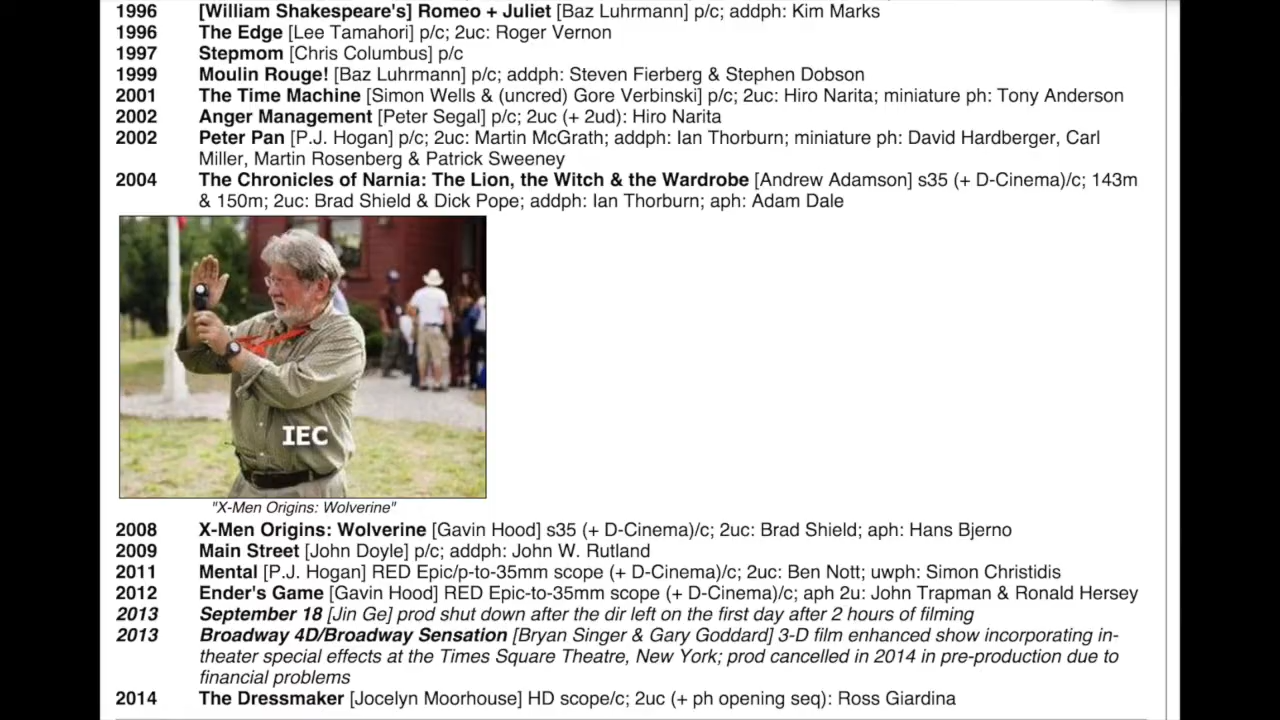 1996 [William Shakespeare's] Romeo + Juliet [Baz Luhrmann] p/c; addph: Kim Marks
1996 The Edge [Lee Tamahori] p/c; 2uc: Roger Vernon
1997 Stepmom [Chris Columbus] p/c
1999 Moulin Rouge! [Baz Luhrmann] p/c; addph: Steven Fierberg & Stephen Dobson
2001 The Time Machine [Simon Wells & (uncred) Gore Verbinski] p/c; 2uc: Hiro Narita; miniature ph: Tony Anderson
2002 Anger Management [Peter Segal] p/c; 2uc (+ 2ud): Hiro Narita
2002 Peter Pan [P.J. Hogan] p/c; 2uc: Martin McGrath; addph: Ian Thorburn; miniature ph: David Hardberger, Carl
Miller, Martin Rosenberg & Patrick Sweeney
2004 The Chronicles of Narnia: The Lion, the Witch & the Wardrobe [Andrew Adamson] s35 (+ D-Cinema)/c; 143m
& 150m; 2uc: Brad Shield & Dick Pope; addph: Ian Thorburn; aph: Adam Dale
IEC
"X-Men Origins: Wolverine"
2008 X-Men Origins: Wolverine [Gavin Hood] s35 (+ D-Cinema)/c; 2uc: Brad Shield; aph: Hans Bjerno
2009 Main Street [John Doyle] p/c; addph: John W. Rutland
2011 Mental [P.J. Hogan] RED Epic/p-to-35mm scope (+ D-Cinema)/c; 2uc: Ben Nott; uwph: Simon Christidis
2012 Ender's Game [Gavin Hood] RED Epic-to-35mm scope (+ D-Cinema)/c; aph 2u: John Trapman & Ronald Hersey
2013 September 18 [Jin Ge] prod shut down after the dir left on the first day after 2 hours of filming
2013 Broadway 4D/Broadway Sensation [Bryan Singer & Gary Goddard] 3-D film enhanced show incorporating in-
theater special effects at the Times Square Theatre, New York; prod cancelled in 2014 in pre-production due to
financial problems
2014 The Dressmaker [Jocelyn Moorhouse] HD scope/c; 2uc (+ ph opening seq): Ross Giardina